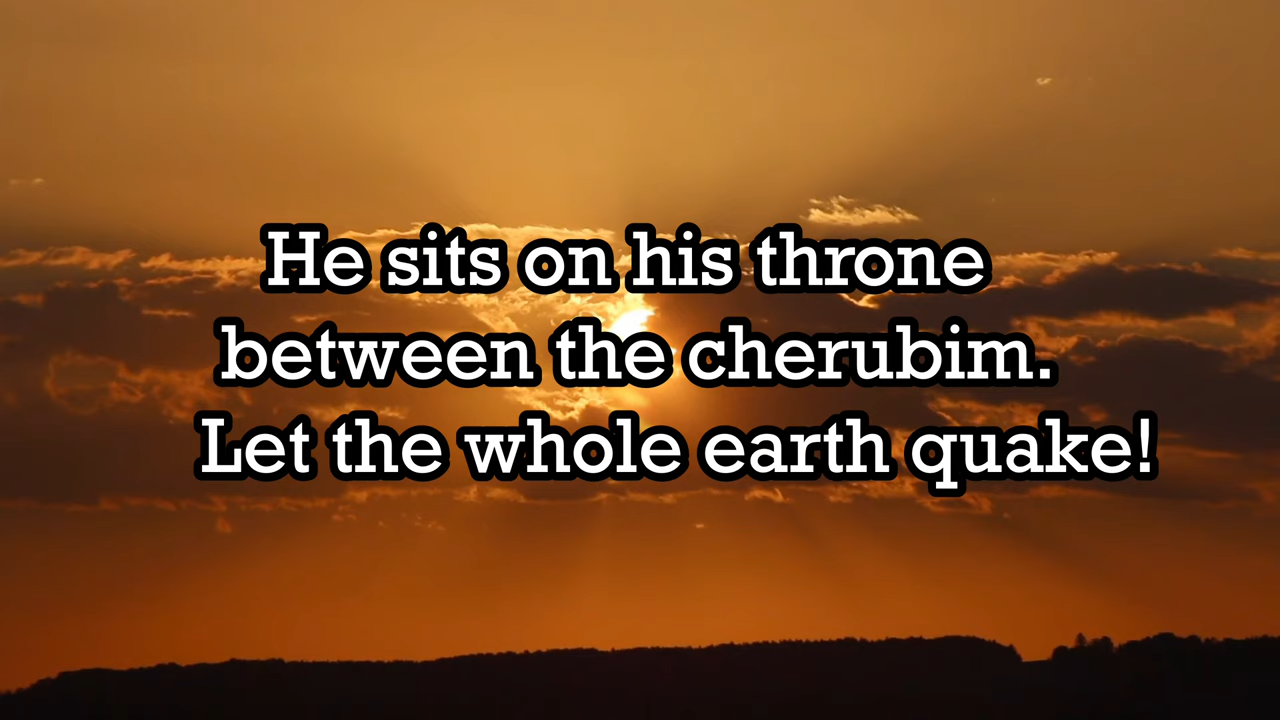 He sits on his throne
between the cherubim.
Let the whole earth quake!